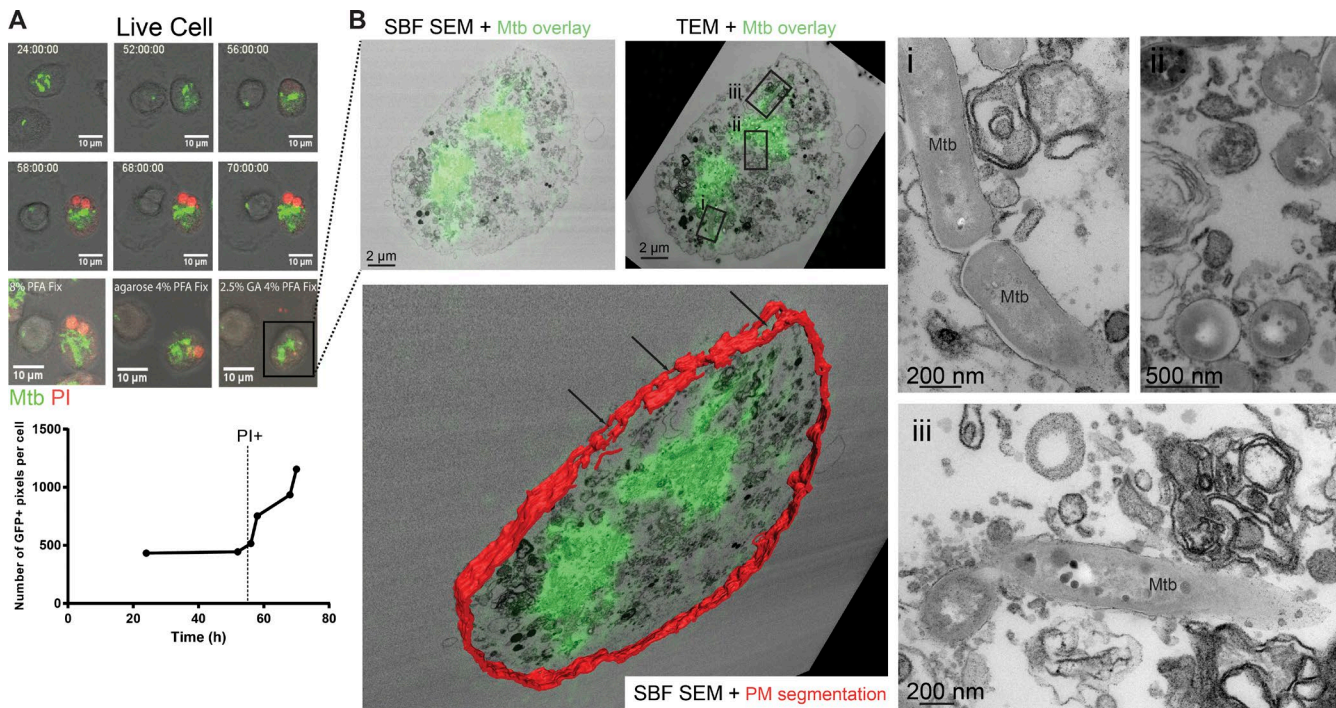 A
Live Cell
24:00:00
52:00:00
56:00:00
10 µm
10 µm
10 µm
58:00:00
68:00:00
70:00:00
10 µm
10 µm
10 µm
8% PFA Fix
agarose 4% PFA Fix
2.5% GA 4% PFA Fix
10 µm
10 µm
10 µm
Mtb PI
PI+
Number of GFP+ pixels per cell
1500
1000
500
0
0
20
40
60
80
Time (h)
B
SBF SEM + Mtb overlay
2 µm
TEM + Mtb overlay
iii
ii
i
2 µm
SBF SEM + PM segmentation
i
Mtb
Mtb
200 nm
ii
500 nm
iii
Mtb
200 nm